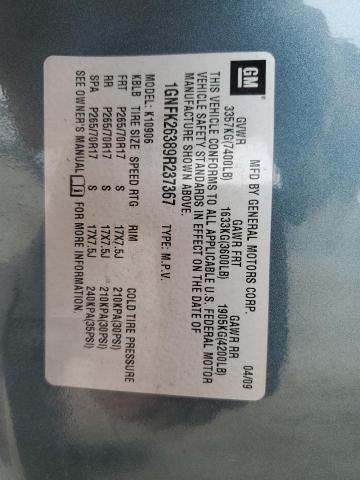 GM
MFD BY GENERAL MOTORS CORP.
04/09
GVWR GAWR FRT GAWR RR
3357KG(7400LB) 1633KG(3600LB) 1905KG(4200LB)
THIS VEHICLE CONFORMS TO ALL APPLICABLE U.S. FEDERAL MOTOR
VEHICLE SAFETY STANDARDS IN EFFECT ON THE DATE OF
MANUFACTURE SHOWN ABOVE.
1GNFK26389R237367 TYPE: M.P.V.
MODEL: K10906
KBLB TIRE SIZE SPEED RTG RIM COLD TIRE PRESSURE
FRT P265/70R17 S 17X7.5J 210KPA(30PSI)
RR P265/70R17 S 17X7.5J 210KPA(30PSI)
SPA P265/70R17 S 17X7.5J 240KPA(35PSI)
SEE OWNER'S MANUAL FOR MORE INFORMATION.